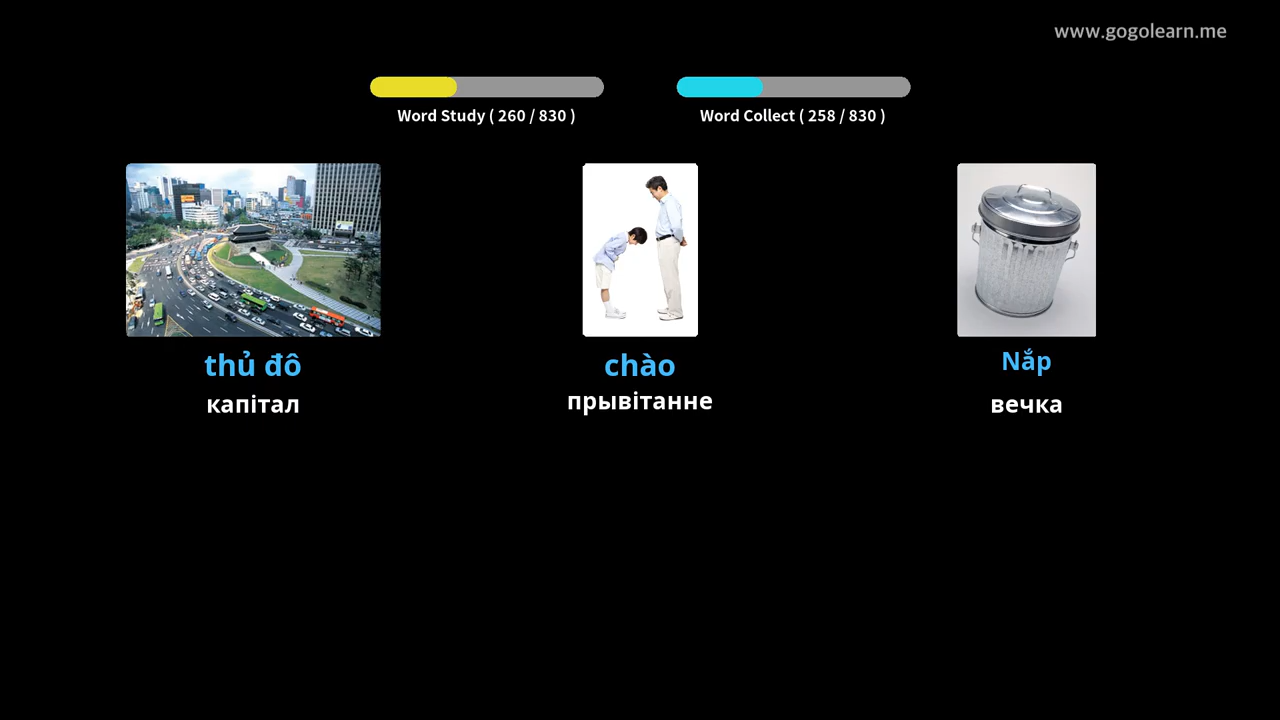 www.gogolearn.me
Word Study ( 260 / 830 )
Word Collect ( 258 / 830 )
thủ đô
капітал
chào
прывітанне
Nắp
вечка